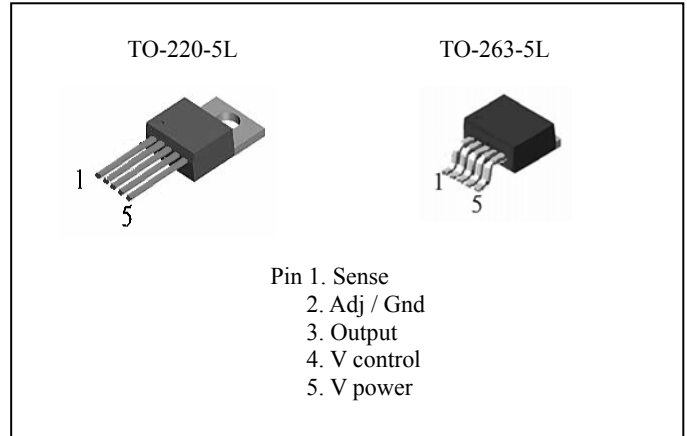 TO-220-5L
TO-263-5L
1
5
1
5
Pin 1. Sense
2. Adj / Gnd
3. Output
4. V control
5. V power